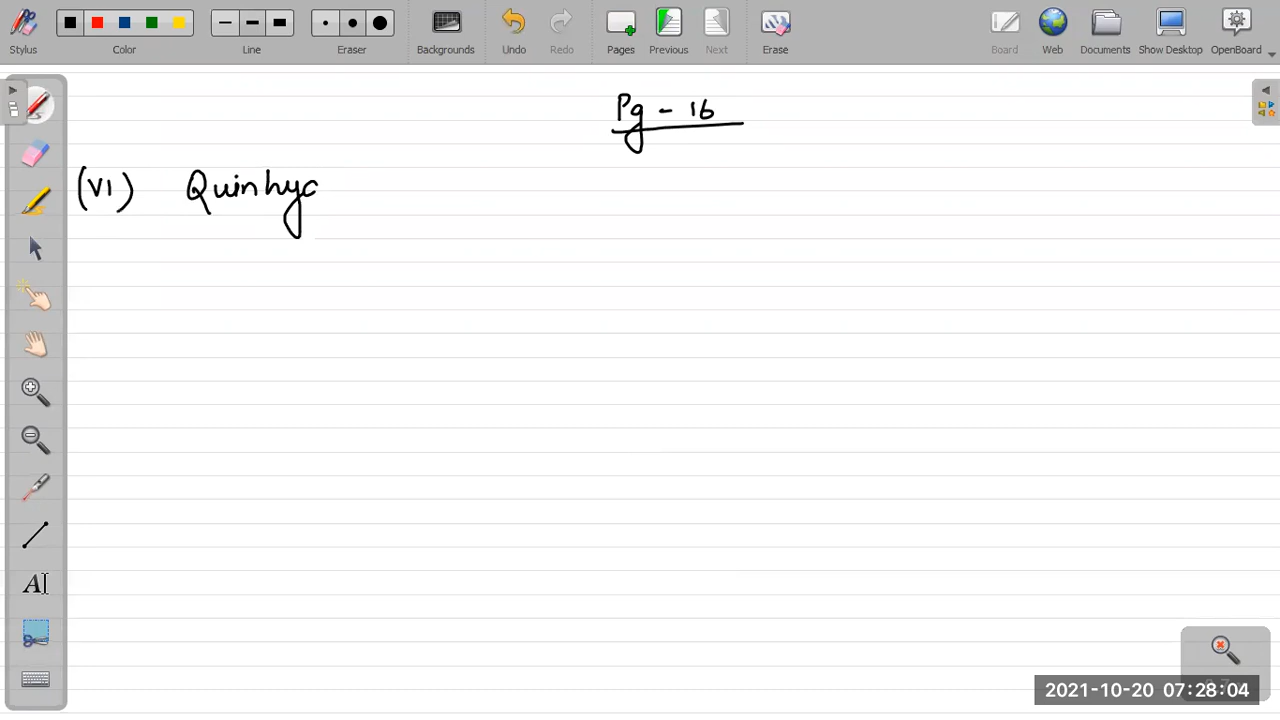 Stylus
Color
Line
Eraser
Backgrounds
Undo
Redo
Pages
Previous
Next
Erase
Board
Web
Documents
Show Desktop
OpenBoard
Pg - 16
(VI) Quinhyc
2021-10-20 07:28:04